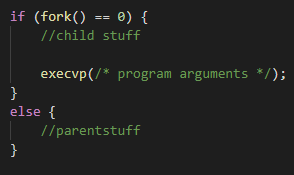 if (fork() == 0) {
//child stuff
execvp(/* program arguments */);
}
else {
//parentstuff
}